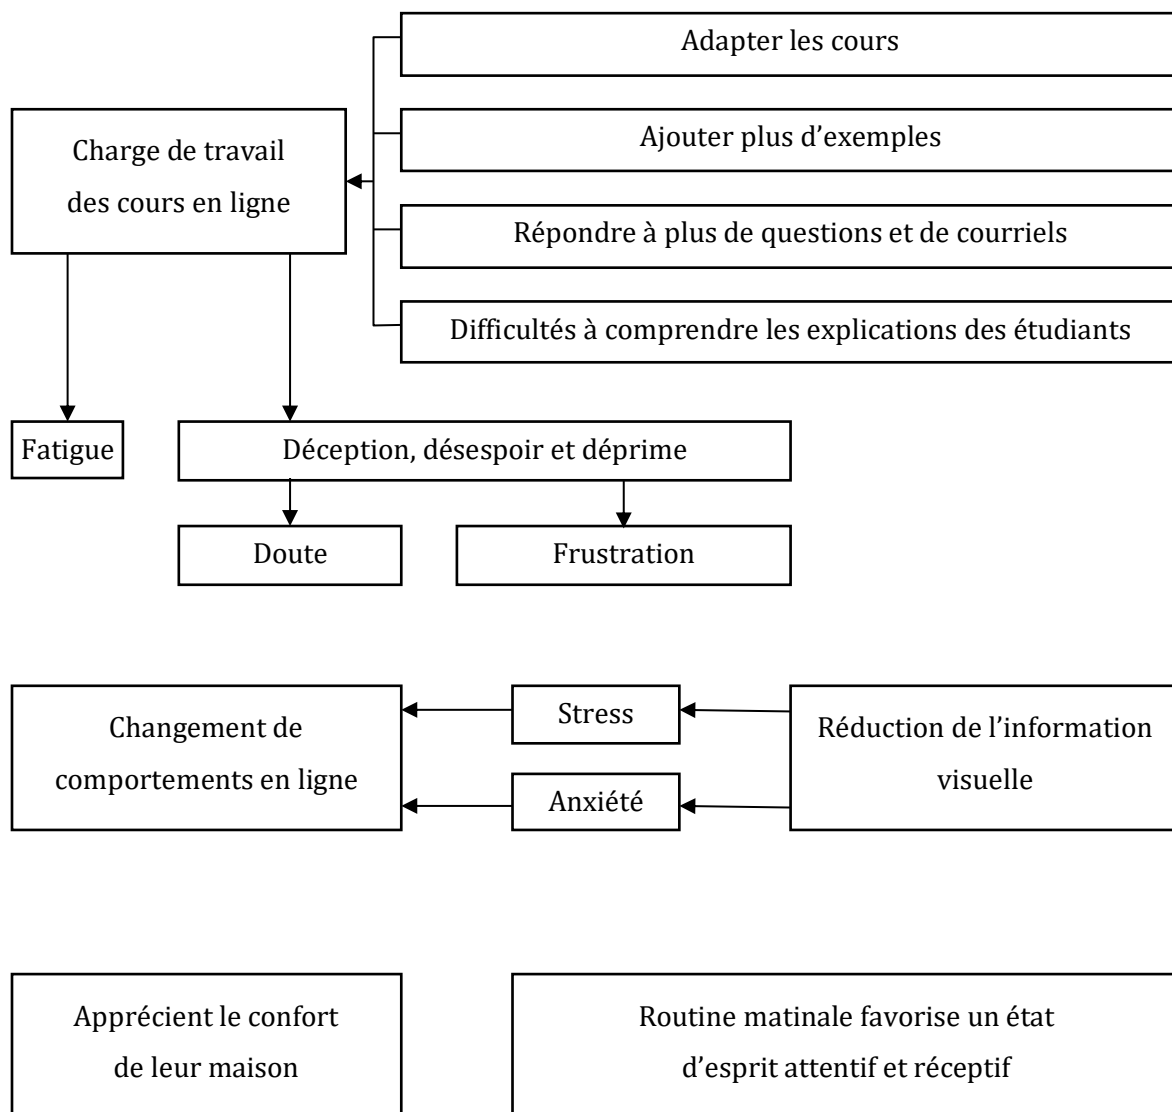 Adapter les cours
Charge de travail
des cours en ligne
Ajouter plus d’exemples
Répondre à plus de questions et de courriels
Difficultés à comprendre les explications des étudiants
Fatigue
Déception, désespoir et déprime
Doute
Frustration
Changement de
comportements en ligne
Stress
Anxiété
Réduction de l’information
visuelle
Apprécient le confort
de leur maison
Routine matinale favorise un état
d’esprit attentif et réceptif